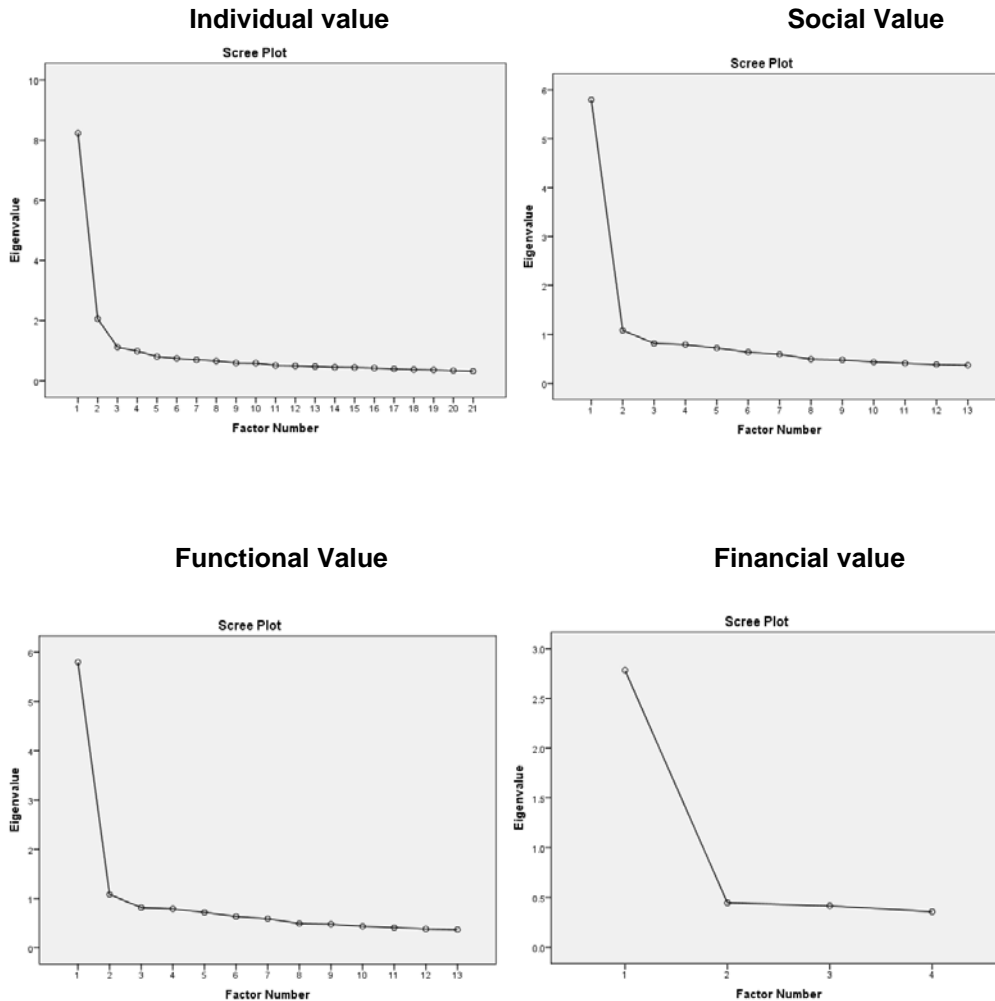 Individual value
Scree Plot
10
8
6
4
2
0
Eigenvalue
1 2 3 4 5 6 7 8 9 10 11 12 13 14 15 16 17 18 19 20 21
Factor Number
Social Value
Scree Plot
6
5
4
3
2
1
0
Eigenvalue
1 2 3 4 5 6 7 8 9 10 11 12 13
Factor Number
Functional Value
Scree Plot
6
5
4
3
2
1
0
Eigenvalue
1 2 3 4 5 6 7 8 9 10 11 12 13
Factor Number
Financial value
Scree Plot
3.0
2.5
2.0
1.5
1.0
0.5
0.0
Eigenvalue
1 2 3 4
Factor Number